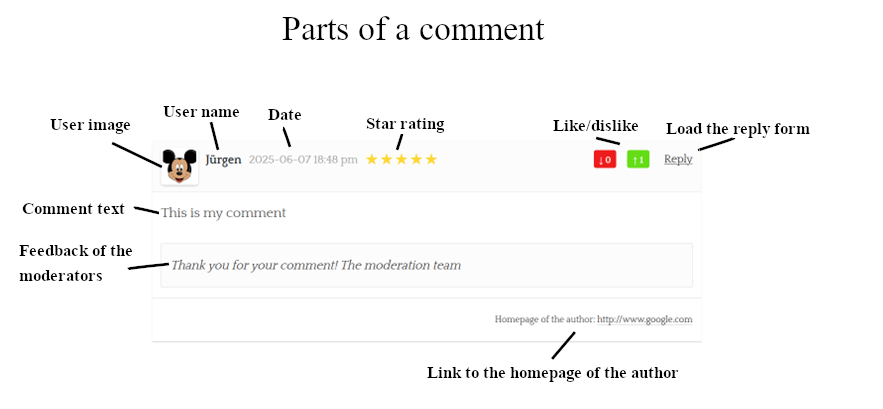 Parts of a comment
User image
User name
Date
Star rating
Like/dislike
Load the reply form
Jürgen 2025-06-07 18:48 pm ↓0 ↑1 Reply
Comment text
This is my comment
Feedback of the
moderators
Thank you for your comment! The moderation team
Homepage of the author: http://www.google.com
Link to the homepage of the author